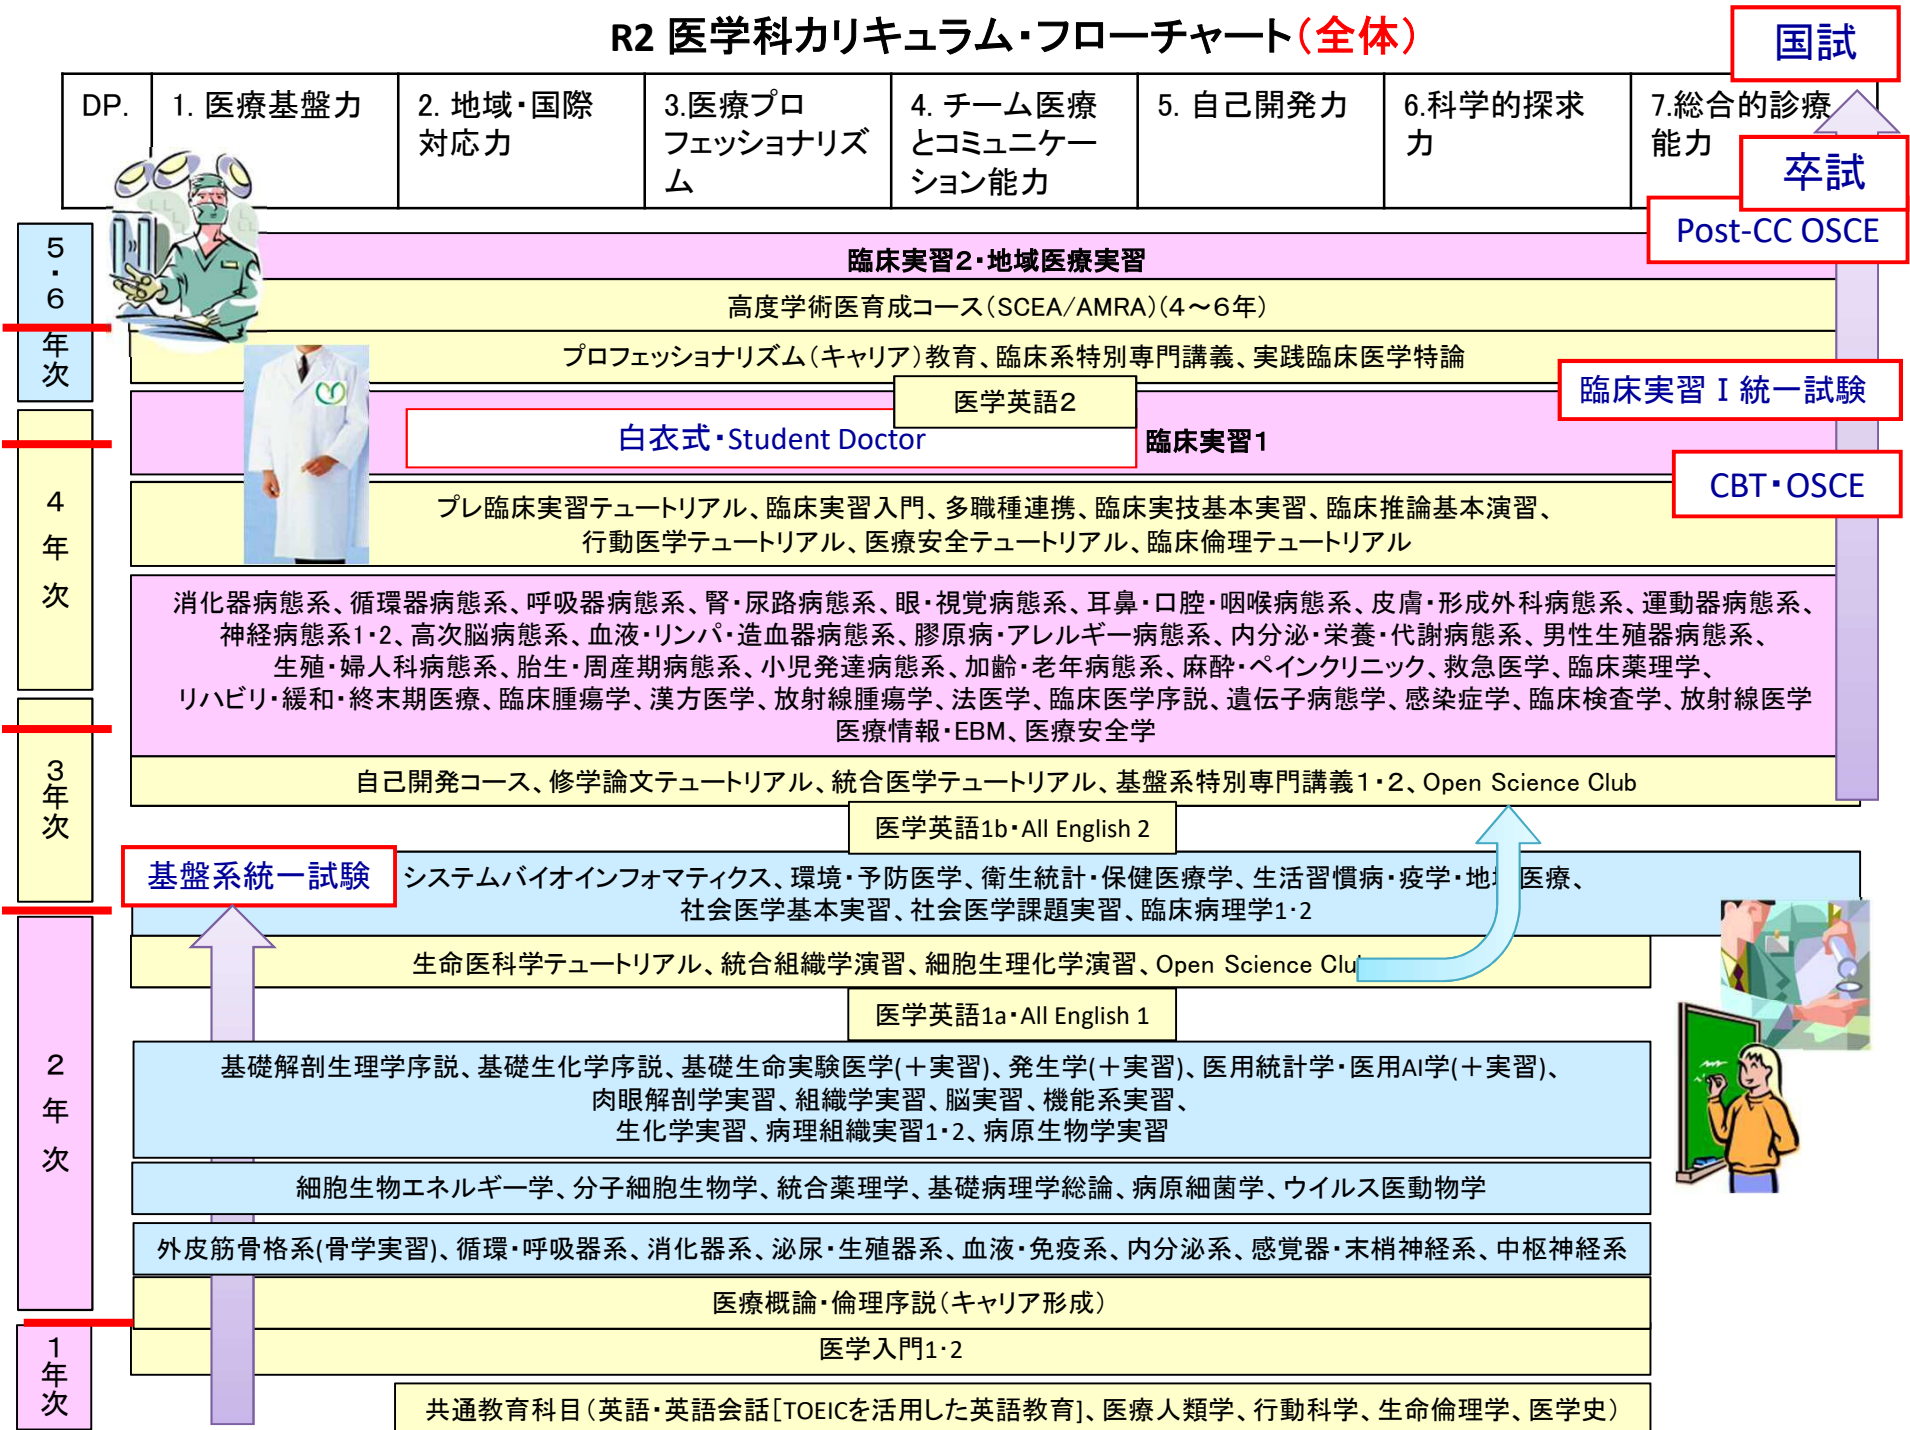 R2 医学科カリキュラム・フローチャート（全体）
国試
DP.
1. 医療基盤力
2. 地域・国際
対応力
3.医療プロ
フェッショナリズ
ム
4. チーム医療
とコミュニケー
ション能力
5. 自己開発力
6.科学的探求
力
7.総合的診療
能力
卒試
Post-CC OSCE
5・6年次
臨床実習2・地域医療実習
高度学術医育成コース（SCEA/AMRA）（4～6年）
プロフェッショナリズム（キャリア）教育、臨床系特別専門講義、実践臨床医学特論
医学英語2
臨床実習Ⅰ統一試験
白衣式・Student Doctor
臨床実習1
CBT・OSCE
4年次
プレ臨床実習テュートリアル、臨床実習入門、多職種連携、臨床実技基本実習、臨床推論基本演習、
行動医学テュートリアル、医療安全テュートリアル、臨床倫理テュートリアル
消化器病態系、循環器病態系、呼吸器病態系、腎・尿路病態系、眼・視覚病態系、耳鼻・口腔・咽喉病態系、皮膚・形成外科病態系、運動器病態系、
神経病態系1・2、高次脳病態系、血液・リンパ・造血器病態系、膠原病・アレルギー病態系、内分泌・栄養・代謝病態系、男性生殖器病態系、
生殖・婦人科病態系、胎生・周産期病態系、小児発達病態系、加齢・老年病態系、麻酔・ペインクリニック、救急医学、臨床薬理学、
リハビリ・緩和・終末期医療、臨床腫瘍学、漢方医学、放射線腫瘍学、法医学、臨床医学序説、遺伝子病態学、感染症学、臨床検査学、放射線医学
医療情報・EBM、医療安全学
3年次
自己開発コース、修学論文テュートリアル、統合医学テュートリアル、基盤系特別専門講義1・2、Open Science Club
医学英語1b・All English 2
基盤系統一試験
システムバイオインフォマティクス、環境・予防医学、衛生統計・保健医療学、生活習慣病・疫学・地域医療、
社会医学基本実習、社会医学課題実習、臨床病理学1・2
生命医科学テュートリアル、統合組織学演習、細胞生理化学演習、Open Science Clu
医学英語1a・All English 1
2年次
基礎解剖生理学序説、基礎生化学序説、基礎生命実験医学(＋実習)、発生学(＋実習)、医用統計学・医用AI学(＋実習)、
肉眼解剖学実習、組織学実習、脳実習、機能系実習、
生化学実習、病理組織実習1・2、病原生物学実習
細胞生物エネルギー学、分子細胞生物学、統合薬理学、基礎病理学総論、病原細菌学、ウイルス医動物学
外皮筋骨格系(骨学実習)、循環・呼吸器系、消化器系、泌尿・生殖器系、血液・免疫系、内分泌系、感覚器・末梢神経系、中枢神経系
医療概論・倫理序説（キャリア形成）
1年次
医学入門1・2
共通教育科目（英語・英語会話［TOEICを活用した英語教育］、医療人類学、行動科学、生命倫理学、医学史）